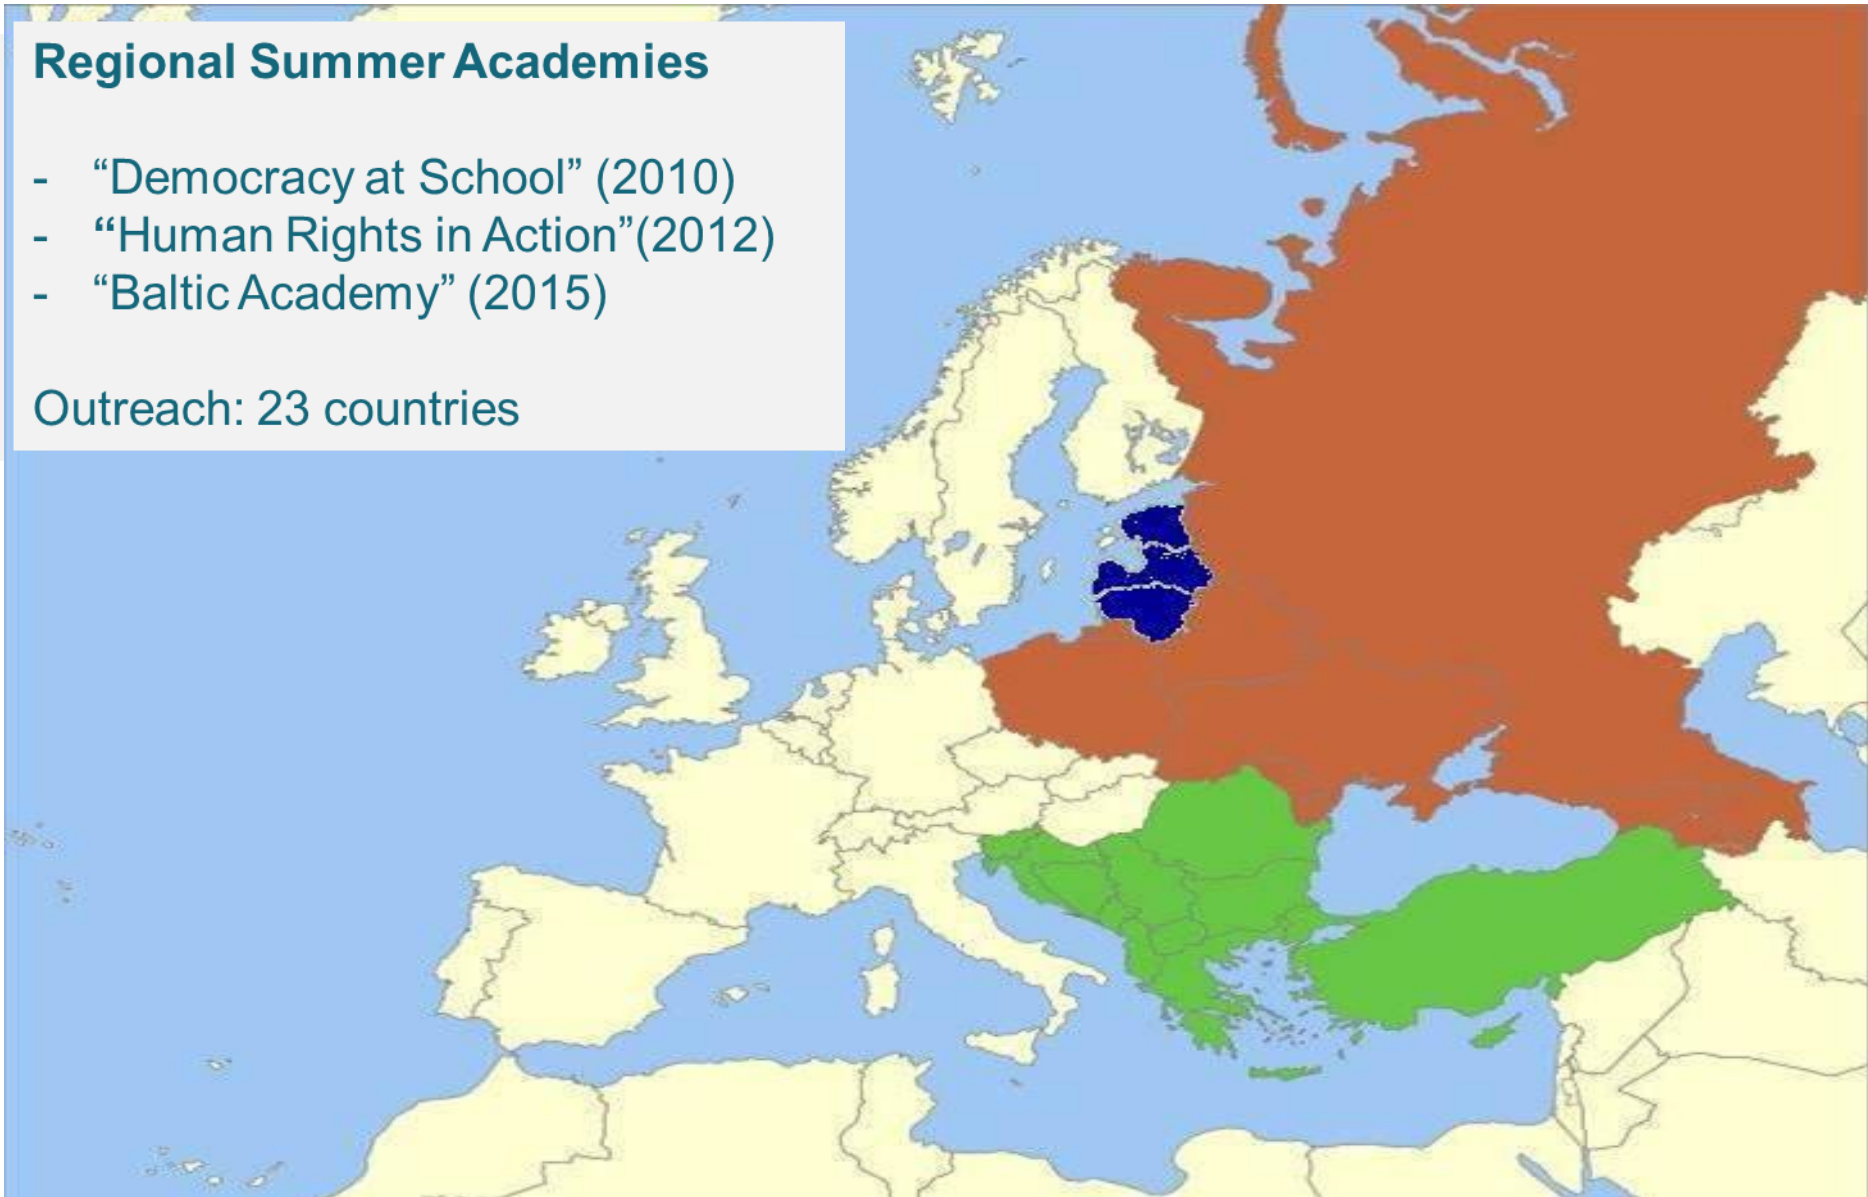 Regional Summer Academies
- “Democracy at School” (2010)
- “Human Rights in Action”(2012)
- “Baltic Academy” (2015)
Outreach: 23 countries